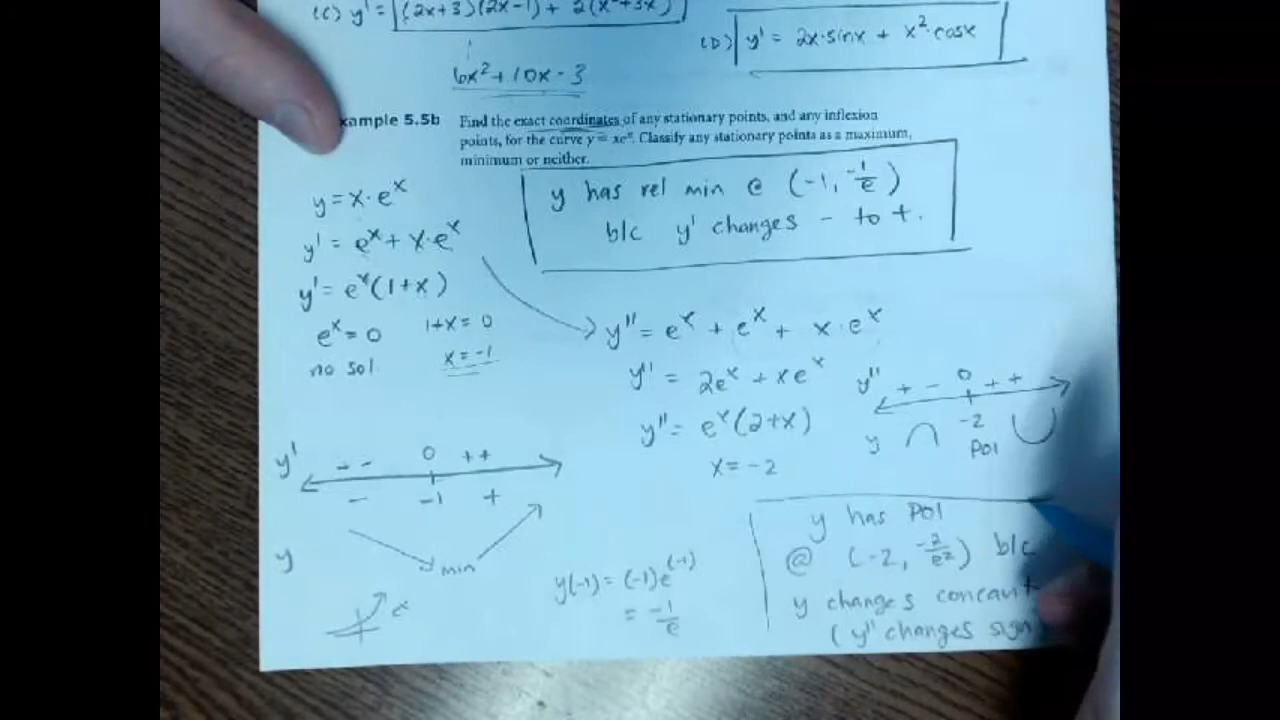 (C) y' = (2x+3)(2x-1) + 2(x²+3x)
6x²+10x-3
(D) y' = 2x·sinx + x²·cosx
xample 5.5b
Find the exact coordinates of any stationary points, and any inflexion
points, for the curve y = xeˣ. Classify any stationary points as a maximum,
minimum or neither.
y has rel min @ (-1, -1/e)
b/c y' changes - to +.
y = x·eˣ
y' = eˣ + x·eˣ
y' = eˣ(1+x)
eˣ = 0 1+x = 0
no sol. x = -1
y'' = eˣ + eˣ + x·eˣ
y'' = 2eˣ + xeˣ
y'' = eˣ(2+x)
x = -2
y'' + - 0 + +
-2
y POI
y' + - 0 + +
- -1 +
y min
eˣ
y(-1) = (-1)e^(-1)
= -1/e
y has POI
@ (-2, -2/e²) b/c
y changes
(y'' changes sign